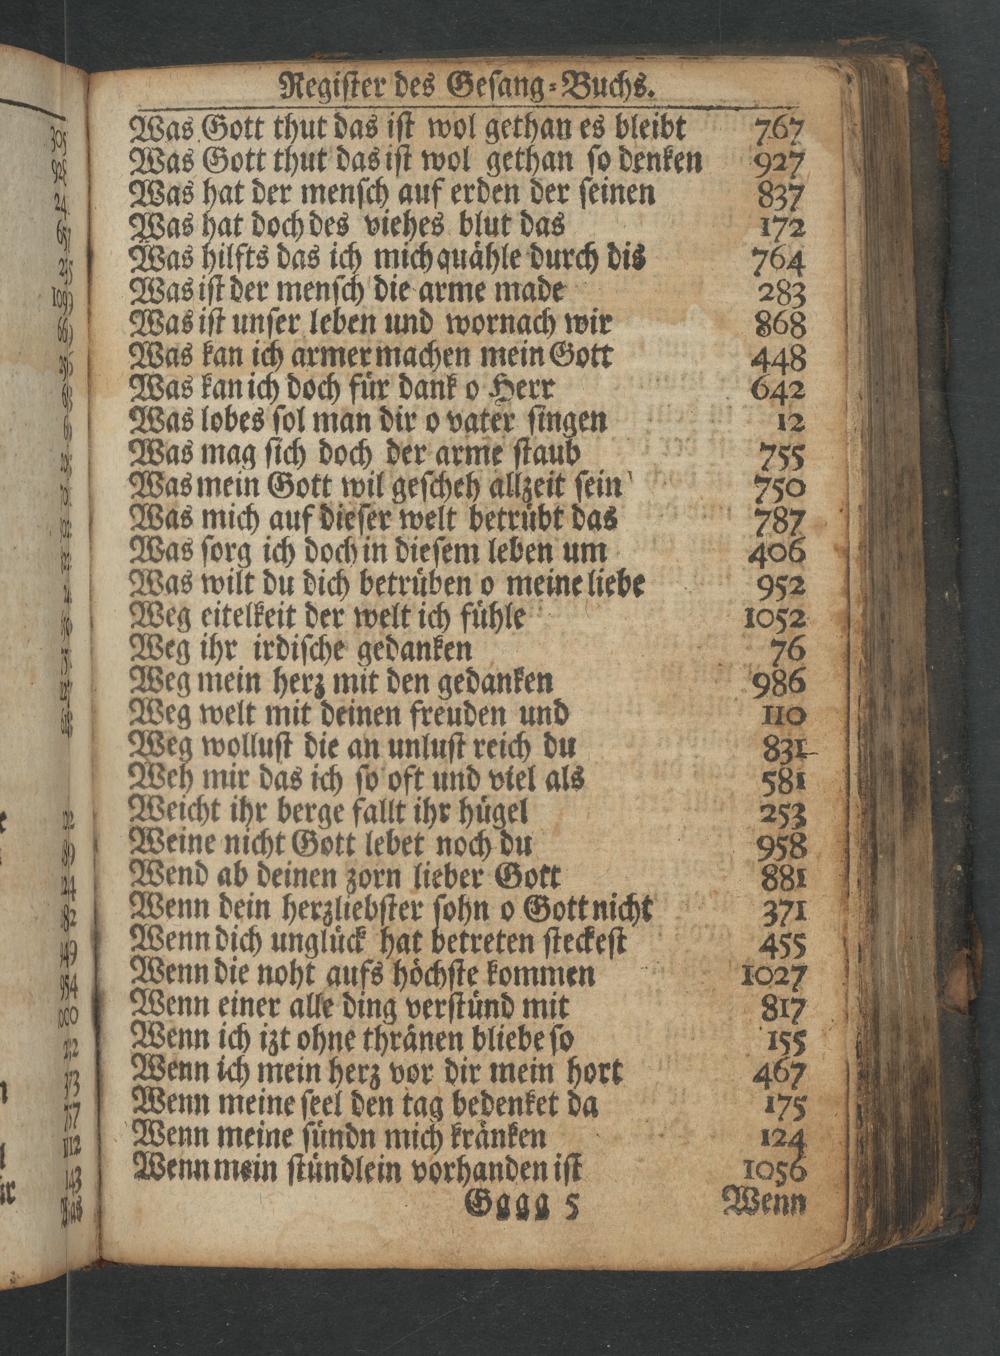 Register des Gesang-Buchs.
Was Gott thut das ist wol gethan es bleibt 767
Was Gott thut das ist wol gethan so denken 927
Was hat der mensch auf erden der seinen 837
Was hat doch des viehes blut das 172
Was hilfts das ich mich quähle durch dis 764
Was ist der mensch die arme made 283
Was ist unser leben und wornach wir 868
Was kan ich armer machen mein Gott 448
Was kan ich doch für dank o Herr 642
Was lobes sol man dir o vater singen 12
Was mag sich doch der arme staub 755
Was mein Gott wil gescheh allzeit sein 750
Was mich auf dieser welt betrübt das 787
Was sorg ich doch in diesem leben um 406
Was wilt du dich betrüben o meine liebe 952
Weg eitelkeit der welt ich fühle 1052
Weg ihr irdische gedanken 76
Weg mein herz mit den gedanken 986
Weg welt mit deinen freuden und 110
Weg wollust die an unlust reich du 831
Weh mir das ich so oft und viel als 581
Weicht ihr berge fallt ihr hügel 253
Weine nicht Gott lebet noch du 958
Wend ab deinen zorn lieber Gott 881
Wenn dein herzliebster sohn o Gott nicht 371
Wenn dich unglück hat betreten steckest 455
Wenn die noht aufs höchste kommen 1027
Wenn einer alle ding verstünd mit 817
Wenn ich izt ohne thränen bliebe so 155
Wenn ich mein herz vor dir mein hort 467
Wenn meine seel den tag bedenket da 175
Wenn meine sündn mich kränken 124
Wenn mein stündlein vorhanden ist 1056
Gggg 5 Wenn